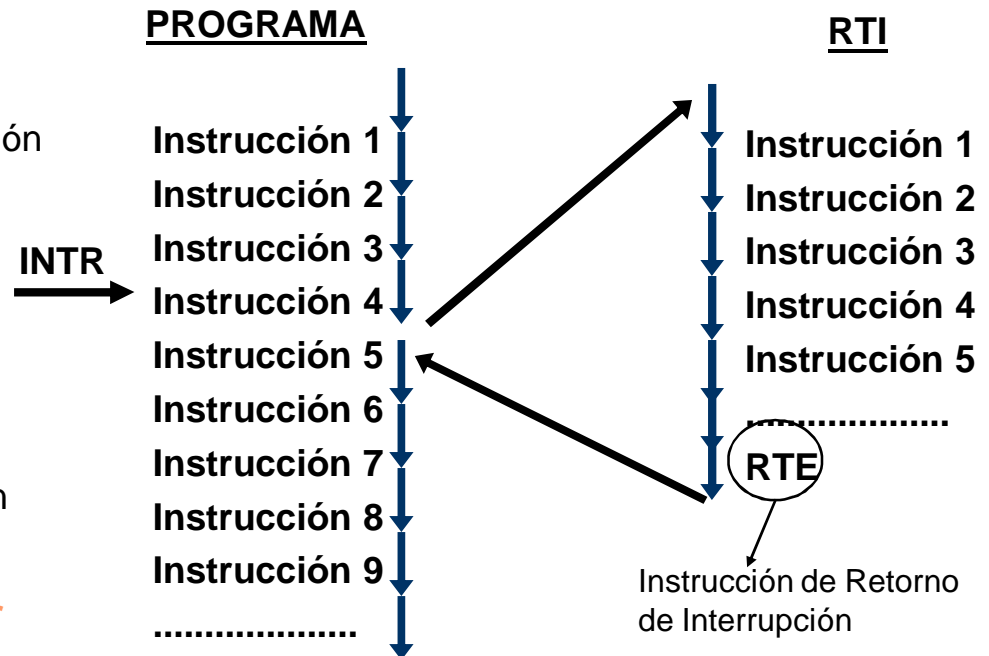 PROGRAMA
ón
Instrucción 1
Instrucción 2
Instrucción 3
INTR
Instrucción 4
Instrucción 5
Instrucción 6
Instrucción 7
n
Instrucción 8
Instrucción 9
....................
RTI
Instrucción 1
Instrucción 2
Instrucción 3
Instrucción 4
Instrucción 5
....................
RTE
Instrucción de Retorno
de Interrupción